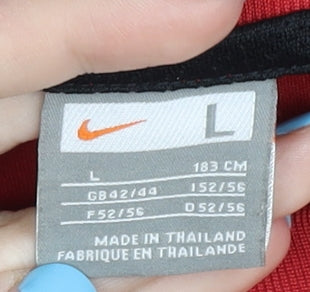 L
L 183 CM
GB42/44 I52/56
F52/56 D52/56
MADE IN THAILAND
FABRIQUE EN THAILANDE